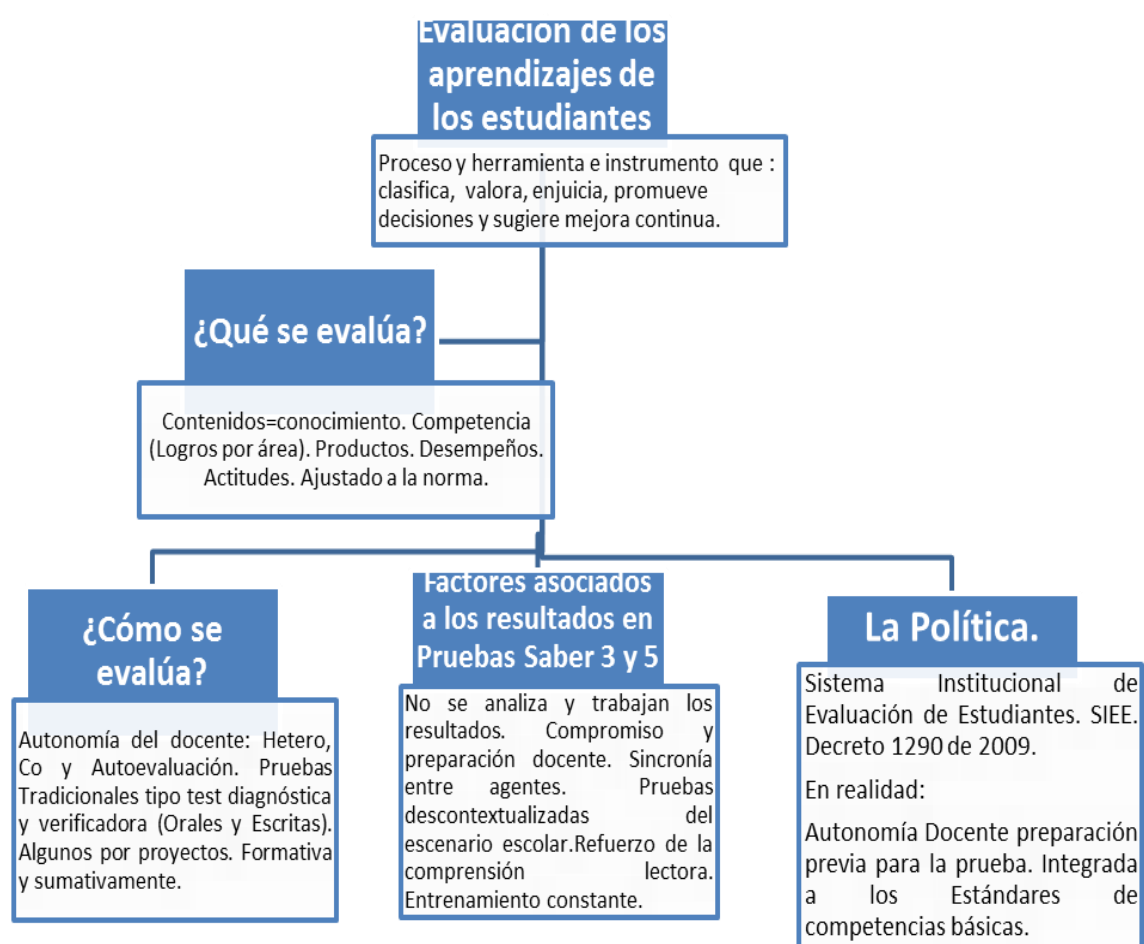 Evaluación de los
aprendizajes de
los estudiantes
Proceso y herramienta e instrumento que :
clasifica, valora, enjuicia, promueve
decisiones y sugiere mejora continua.
¿Qué se evalúa?
Contenidos=conocimiento. Competencia
(Logros por área). Productos. Desempeños.
Actitudes. Ajustado a la norma.
¿Cómo se
evalúa?
Autonomía del docente: Hetero,
Co y Autoevaluación. Pruebas
Tradicionales tipo test diagnóstica
y verificadora (Orales y Escritas).
Algunos por proyectos. Formativa
y sumativamente.
Factores asociados
a los resultados en
Pruebas Saber 3 y 5
No se analiza y trabajan los
resultados. Compromiso y
preparación docente. Sincronía
entre agentes. Pruebas
descontextualizadas del
escenario escolar.Refuerzo de la
comprensión lectora.
Entrenamiento constante.
La Política.
Sistema Institucional de
Evaluación de Estudiantes. SIEE.
Decreto 1290 de 2009.
En realidad:
Autonomía Docente preparación
previa para la prueba. Integrada
a los Estándares de
competencias básicas.